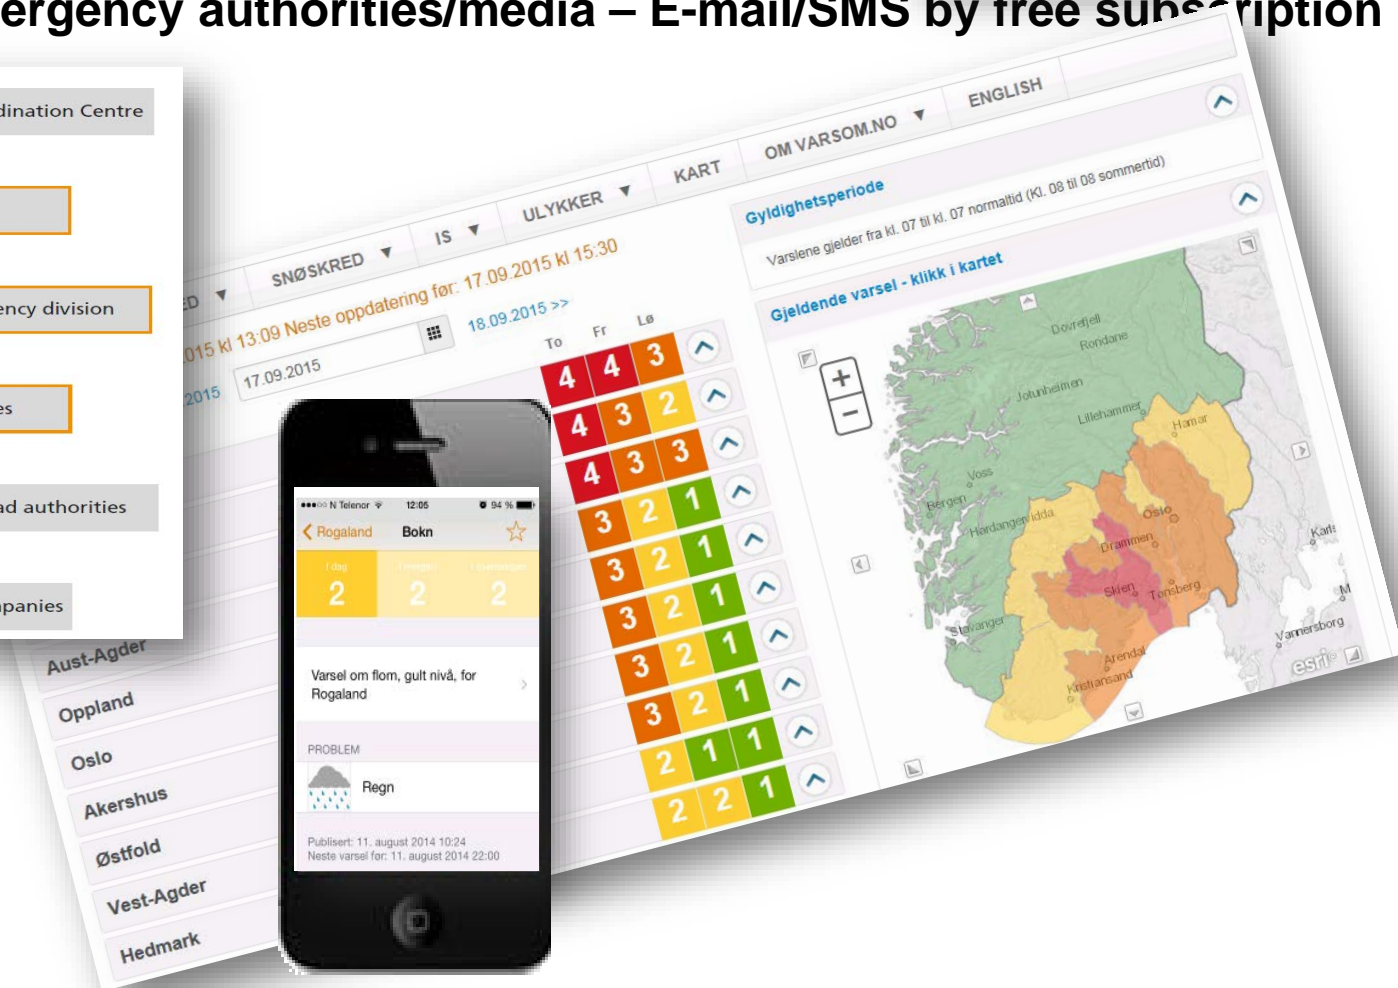 ergency authorities/media – E-mail/SMS by free subscription
dination Centre
ency division
es
ad authorities
panies
ED SNØSKRED IS ULYKKER KART OM VARSOM.NO ENGLISH
2015 kl 13:09 Neste oppdatering før: 17.09.2015 kl 15:30
2015 17.09.2015 18.09.2015 >>
To Fr Lø
4 4 3
4 3 2
4 3 3
3 2 1
3 2 1
3 2 1
3 2 1
3 2 1
2 1 1
2 2 1
Aust-Agder
Oppland
Oslo
Akershus
Østfold
Vest-Agder
Hedmark
Gyldighetsperiode
Varslene gjelder fra kl. 07 til kl. 07 normaltid (Kl. 08 til 08 sommertid)
Gjeldende varsel - klikk i kartet
+
−
Dovrefjell
Rondane
Jotunheimen
Lillehammer
Hamar
Voss
Bergen
Hardangervidda
Oslo
Drammen
Skien
Tønsberg
Stavanger
Arendal
Kristiansand
Karls
M
Vannersborg
esri
N Telenor 12:05 94 %
Rogaland Bokn
I dag
2 2 2
Varsel om flom, gult nivå, for
Rogaland
PROBLEM
Regn
Publisert: 11. august 2014 10:24
Neste varsel før: 11. august 2014 22:00